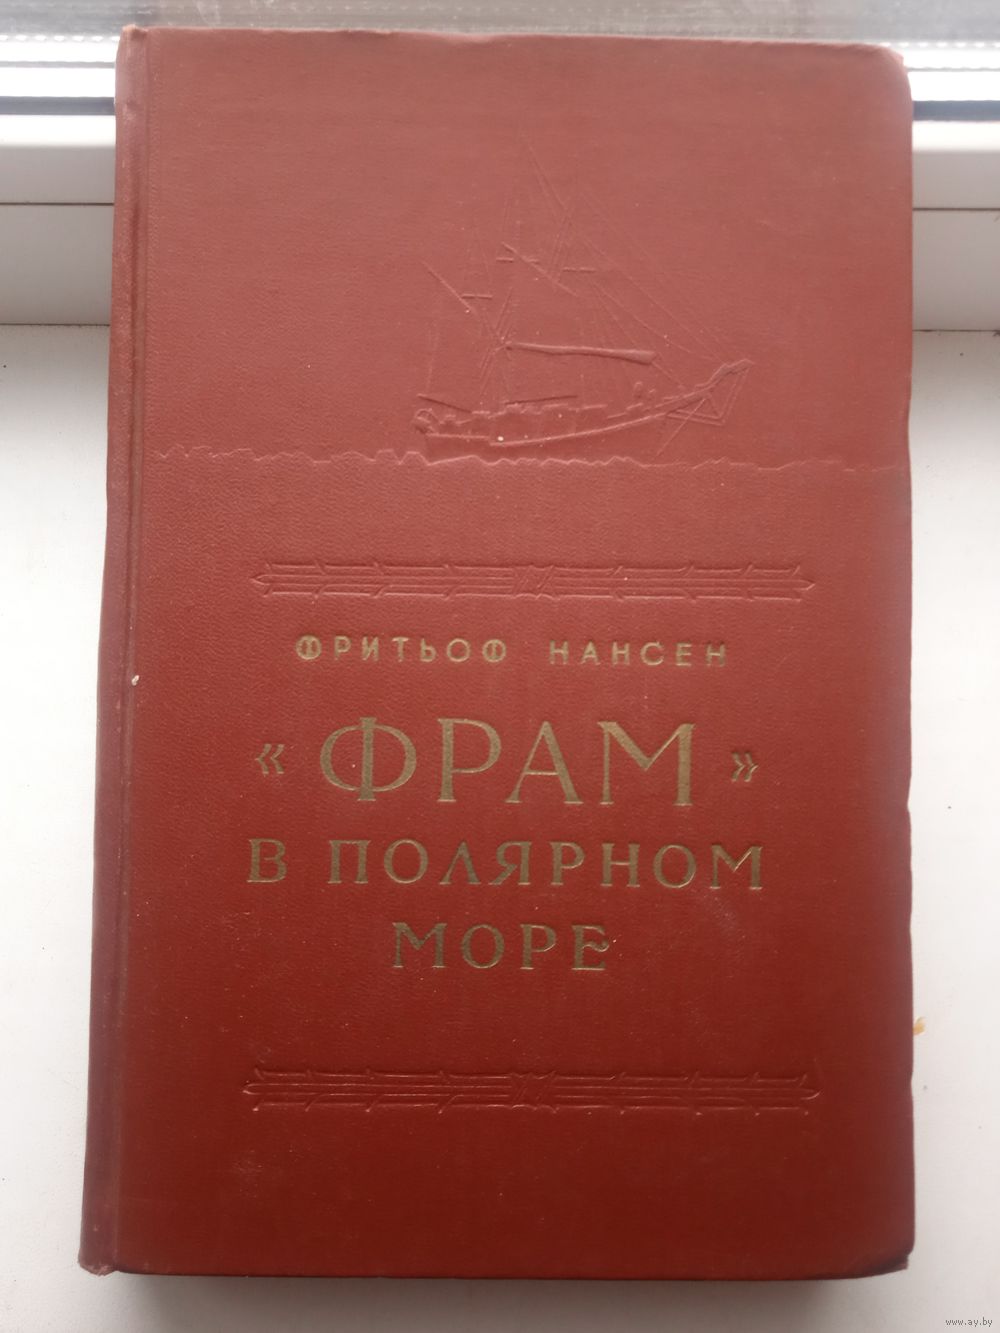 ФРИТЬОФ НАНСЕН
« ФРАМ »
В ПОЛЯРНОМ
МОРЕ
www.ay.by